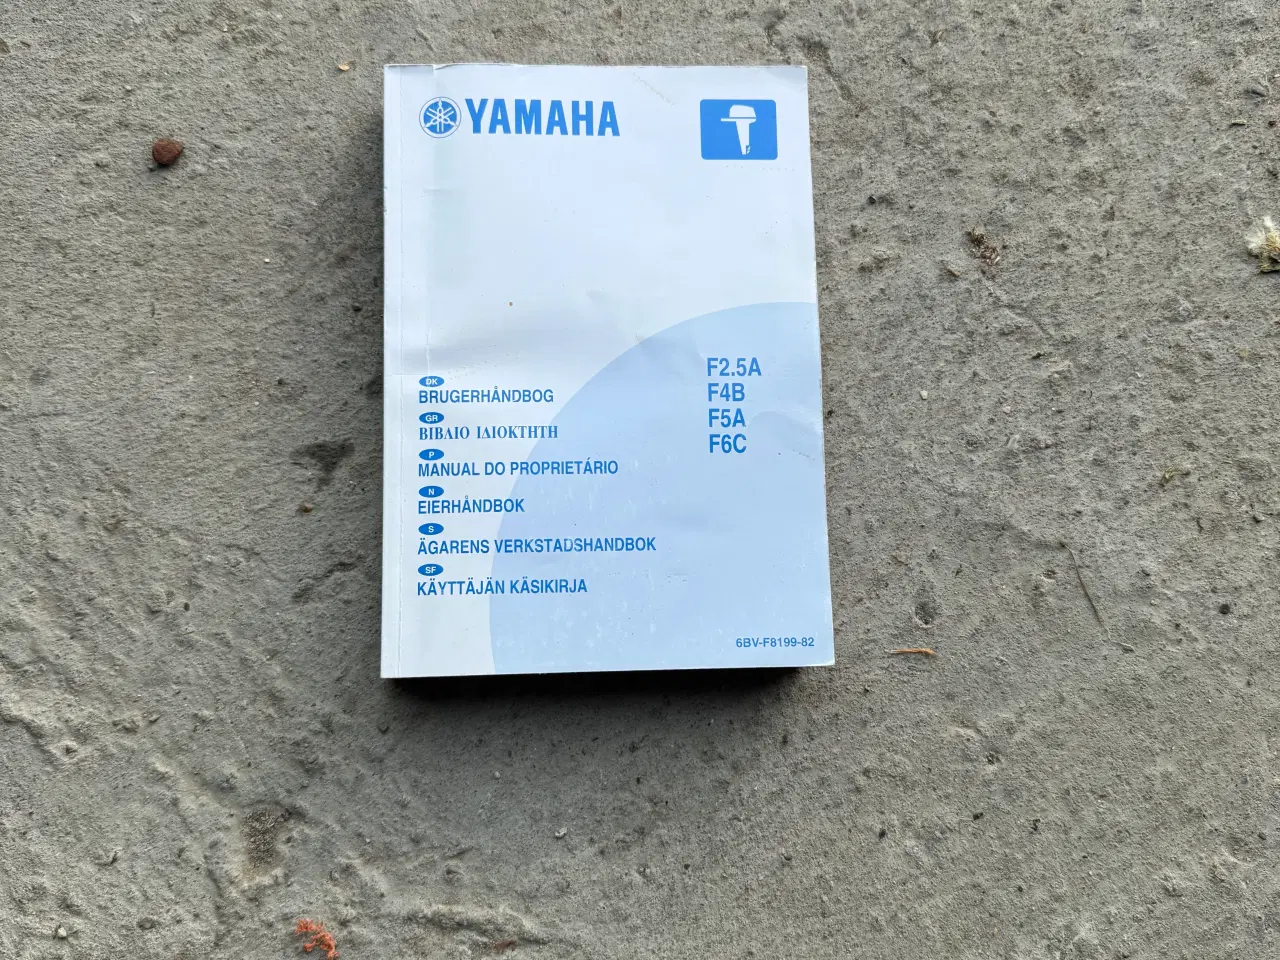 YAMAHA
DK
BRUGERHÅNDBOG
GR
ΒΙΒΛΙΟ ΙΔΙΟΚΤΗΤΗ
P
MANUAL DO PROPRIETÁRIO
N
EIERHÅNDBOK
S
ÄGARENS VERKSTADSHANDBOK
SF
KÄYTTÄJÄN KÄSIKIRJA
F2.5A
F4B
F5A
F6C
6BV-F8199-82